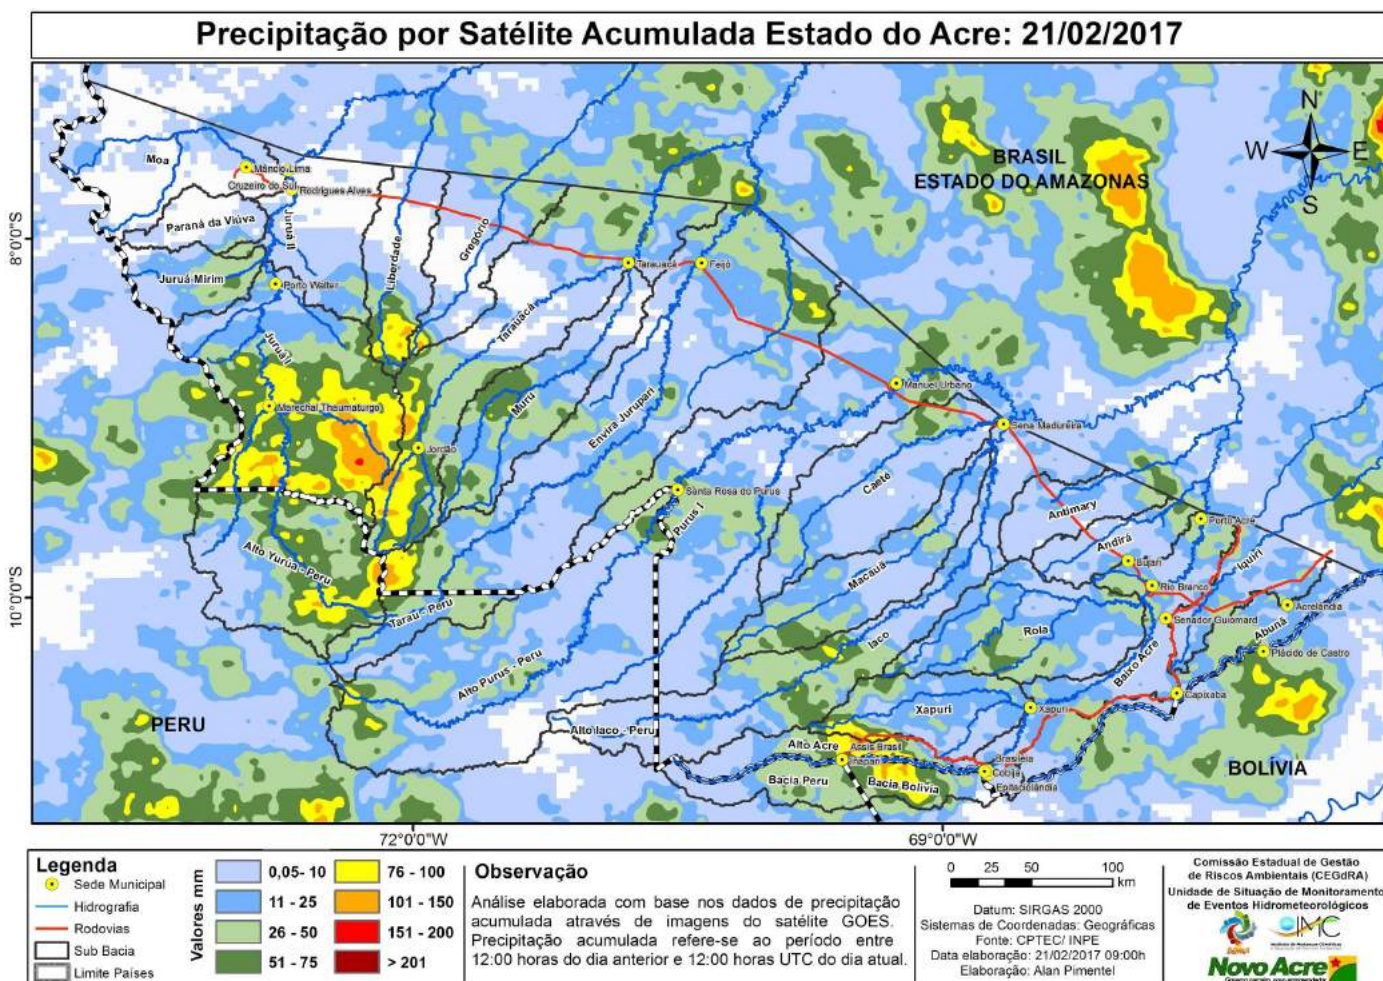 Precipitação por Satélite Acumulada Estado do Acre: 21/02/2017
N
W E
S
BRASIL
ESTADO DO AMAZONAS
Moa
Mâncio Lima
Cruzeiro do Sul
Rodrigues Alves
Paraná da Viúva
Juruá II
Juruá Mirim
Porto Walter
Liberdade
Gregório
Tarauacá
Feijó
Tarauacá
Juruá I
Marechal Thaumaturgo
Muru
Envira Jurupari
Jordão
Manuel Urbano
Sena Madureira
Santa Rosa do Purus
Purus I
Caeté
Antimary
Porto Acre
Andirá
Bujari
Iquiri
Alto Yurúa - Peru
Macauã
Rio Branco
Acrelândia
Senador Guiomard
Tarau - Peru
Rola
Iaco
Abunã
Plácido de Castro
Baixo Acre
Alto Purus - Peru
Capixaba
Xapuri
Xapuri
PERU
Alto Iaco - Peru
Alto Acre
Assis Brasil
Iñapari
Brasileia
Cobija
Epitaciolândia
Bacia Peru
Bacia Bolivia
BOLÍVIA
8°0'0"S
10°0'0"S
72°0'0"W
69°0'0"W
Legenda
Sede Municipal
Hidrografia
Rodovias
Sub Bacia
Limite Países
Valores mm
0,05- 10
11 - 25
26 - 50
51 - 75
76 - 100
101 - 150
151 - 200
> 201
Observação
Análise elaborada com base nos dados de precipitação
acumulada através de imagens do satélite GOES.
Precipitação acumulada refere-se ao período entre
12:00 horas do dia anterior e 12:00 horas UTC do dia atual.
0 25 50 100
km
Datum: SIRGAS 2000
Sistemas de Coordenadas: Geográficas
Fonte: CPTEC/ INPE
Data elaboração: 21/02/2017 09:00h
Elaboração: Alan Pimentel
Comissão Estadual de Gestão
de Riscos Ambientais (CEGdRA)
Unidade de Situação de Monitoramento
de Eventos Hidrometeorológicos
IMC
Novo Acre